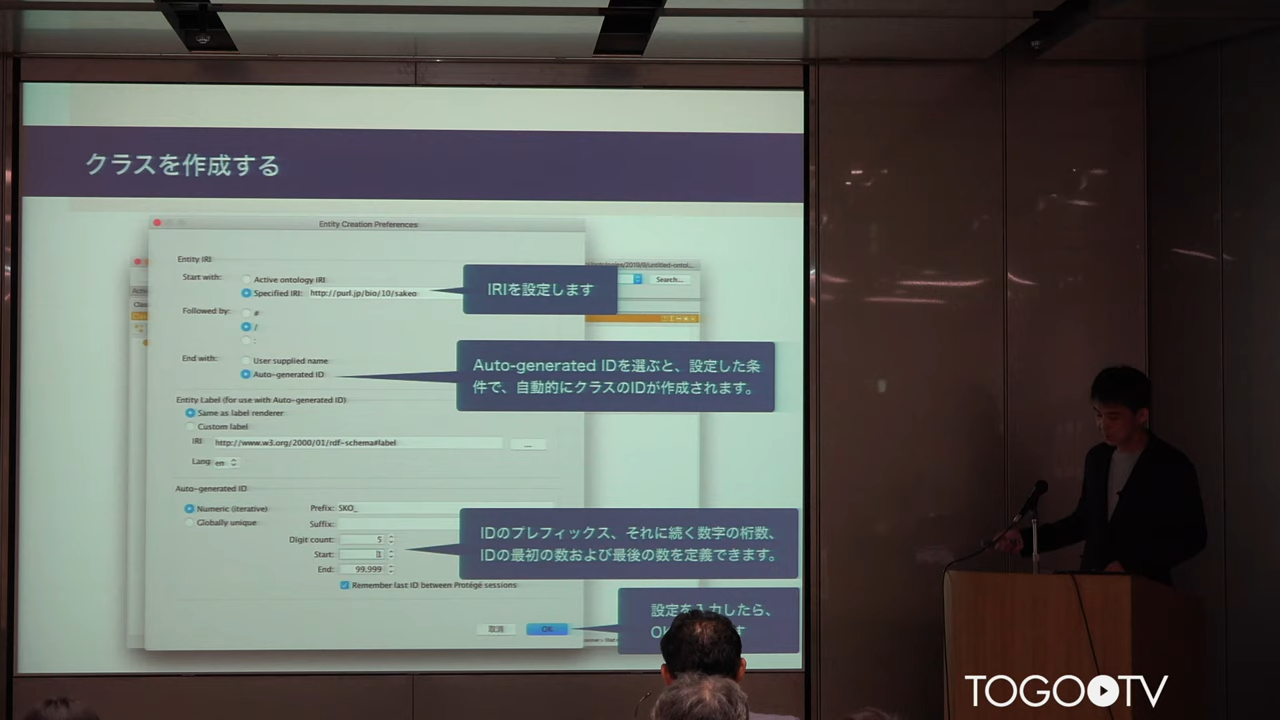 クラスを作成する
Entity Creation Preferences
Entity IRI
Start with:
Active ontology IRI
Specified IRI: http://purl.jp/bio/10/sakeo
Search...
IRIを設定します
Followed by:
#
/
:
End with:
User supplied name
Auto-generated ID
Auto-generated IDを選ぶと、設定した条
件で、自動的にクラスのIDが作成されます。
Entity Label (for use with Auto-generated ID)
Same as label renderer
Custom label
IRI http://www.w3.org/2000/01/rdf-schema#label
...
Lang en
Auto-generated ID
Numeric (iterative)
Globally unique
Prefix: SKO_
Suffix:
Digit count: 5
Start: 1
End: 99,999
Remember last ID between Protégé sessions
IDのプレフィックス、それに続く数字の桁数、
IDの最初の数および最後の数を定義できます。
取消
OK
設定を入力したら、
OK
す
TOGO TV